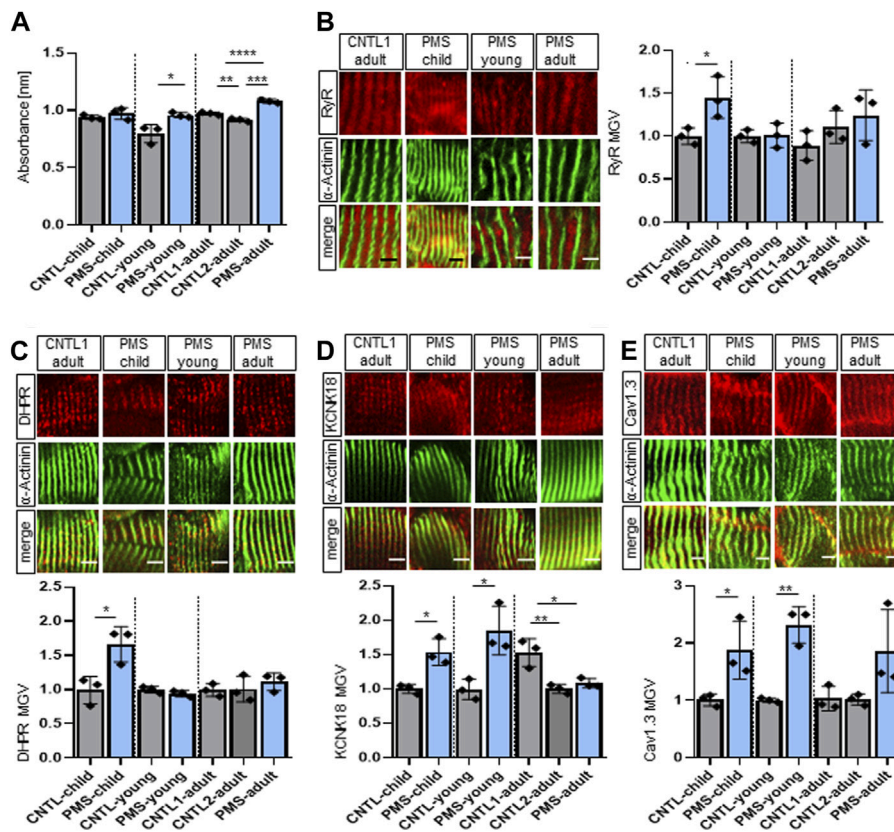 A
Absorbance [nm]
1.5
1.0
0.5
0.0
****
*
**
***
CNTL-child
PMS-child
CNTL-young
PMS-young
CNTL1-adult
CNTL2-adult
PMS-adult
B
CNTL1 adult
PMS child
PMS young
PMS adult
RyR
α-Actinin
merge
RyR MGV
2.0
1.5
1.0
0.5
0
*
CNTL-child
PMS-child
CNTL-young
PMS-young
CNTL1-adult
CNTL2-adult
PMS-adult
C
CNTL1 adult
PMS child
PMS young
PMS adult
DHPR
α-Actinin
merge
DHPR MGV
2.5
2.0
1.5
1.0
0.5
0.0
*
CNTL-child
PMS-child
CNTL-young
PMS-young
CNTL1-adult
CNTL2-adult
PMS-adult
D
CNTL1 adult
PMS child
PMS young
PMS adult
KCNK18
α-Actinin
merge
KCNK18 MGV
2.5
2.0
1.5
1.0
0.5
0.0
*
*
*
**
CNTL-child
PMS-child
CNTL-young
PMS-young
CNTL1-adult
CNTL2-adult
PMS-adult
E
CNTL1 adult
PMS child
PMS young
PMS adult
Cav1.3
α-Actinin
merge
Cav1.3 MGV
3
2
1
0
*
**
CNTL-child
PMS-child
CNTL-young
PMS-young
CNTL1-adult
CNTL2-adult
PMS-adult